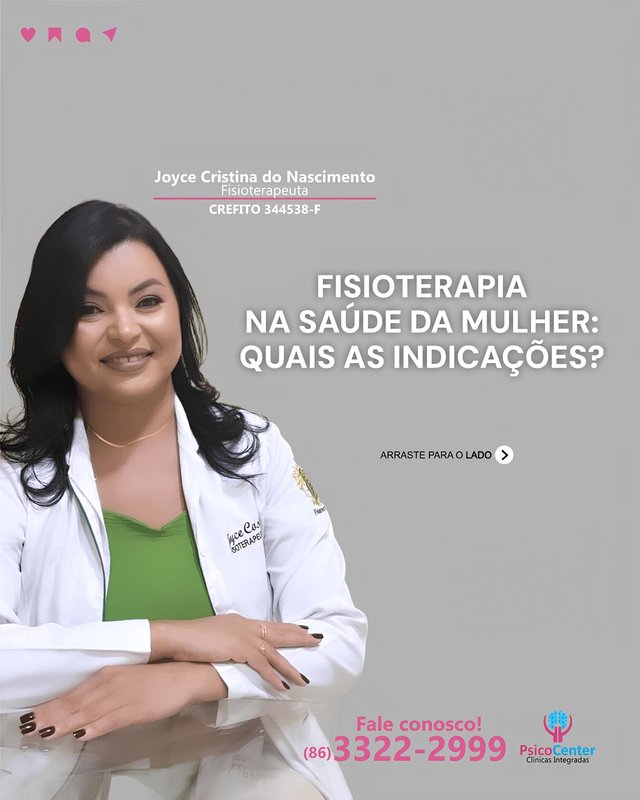 Joyce Cristina do Nascimento
Fisioterapeuta
CREFITO 344538-F
FISIOTERAPIA
NA SAÚDE DA MULHER:
QUAIS AS INDICAÇÕES?
ARRASTE PARA O LADO
Fale conosco!
(86)3322-2999
PsicoCenter
Clínicas Integradas